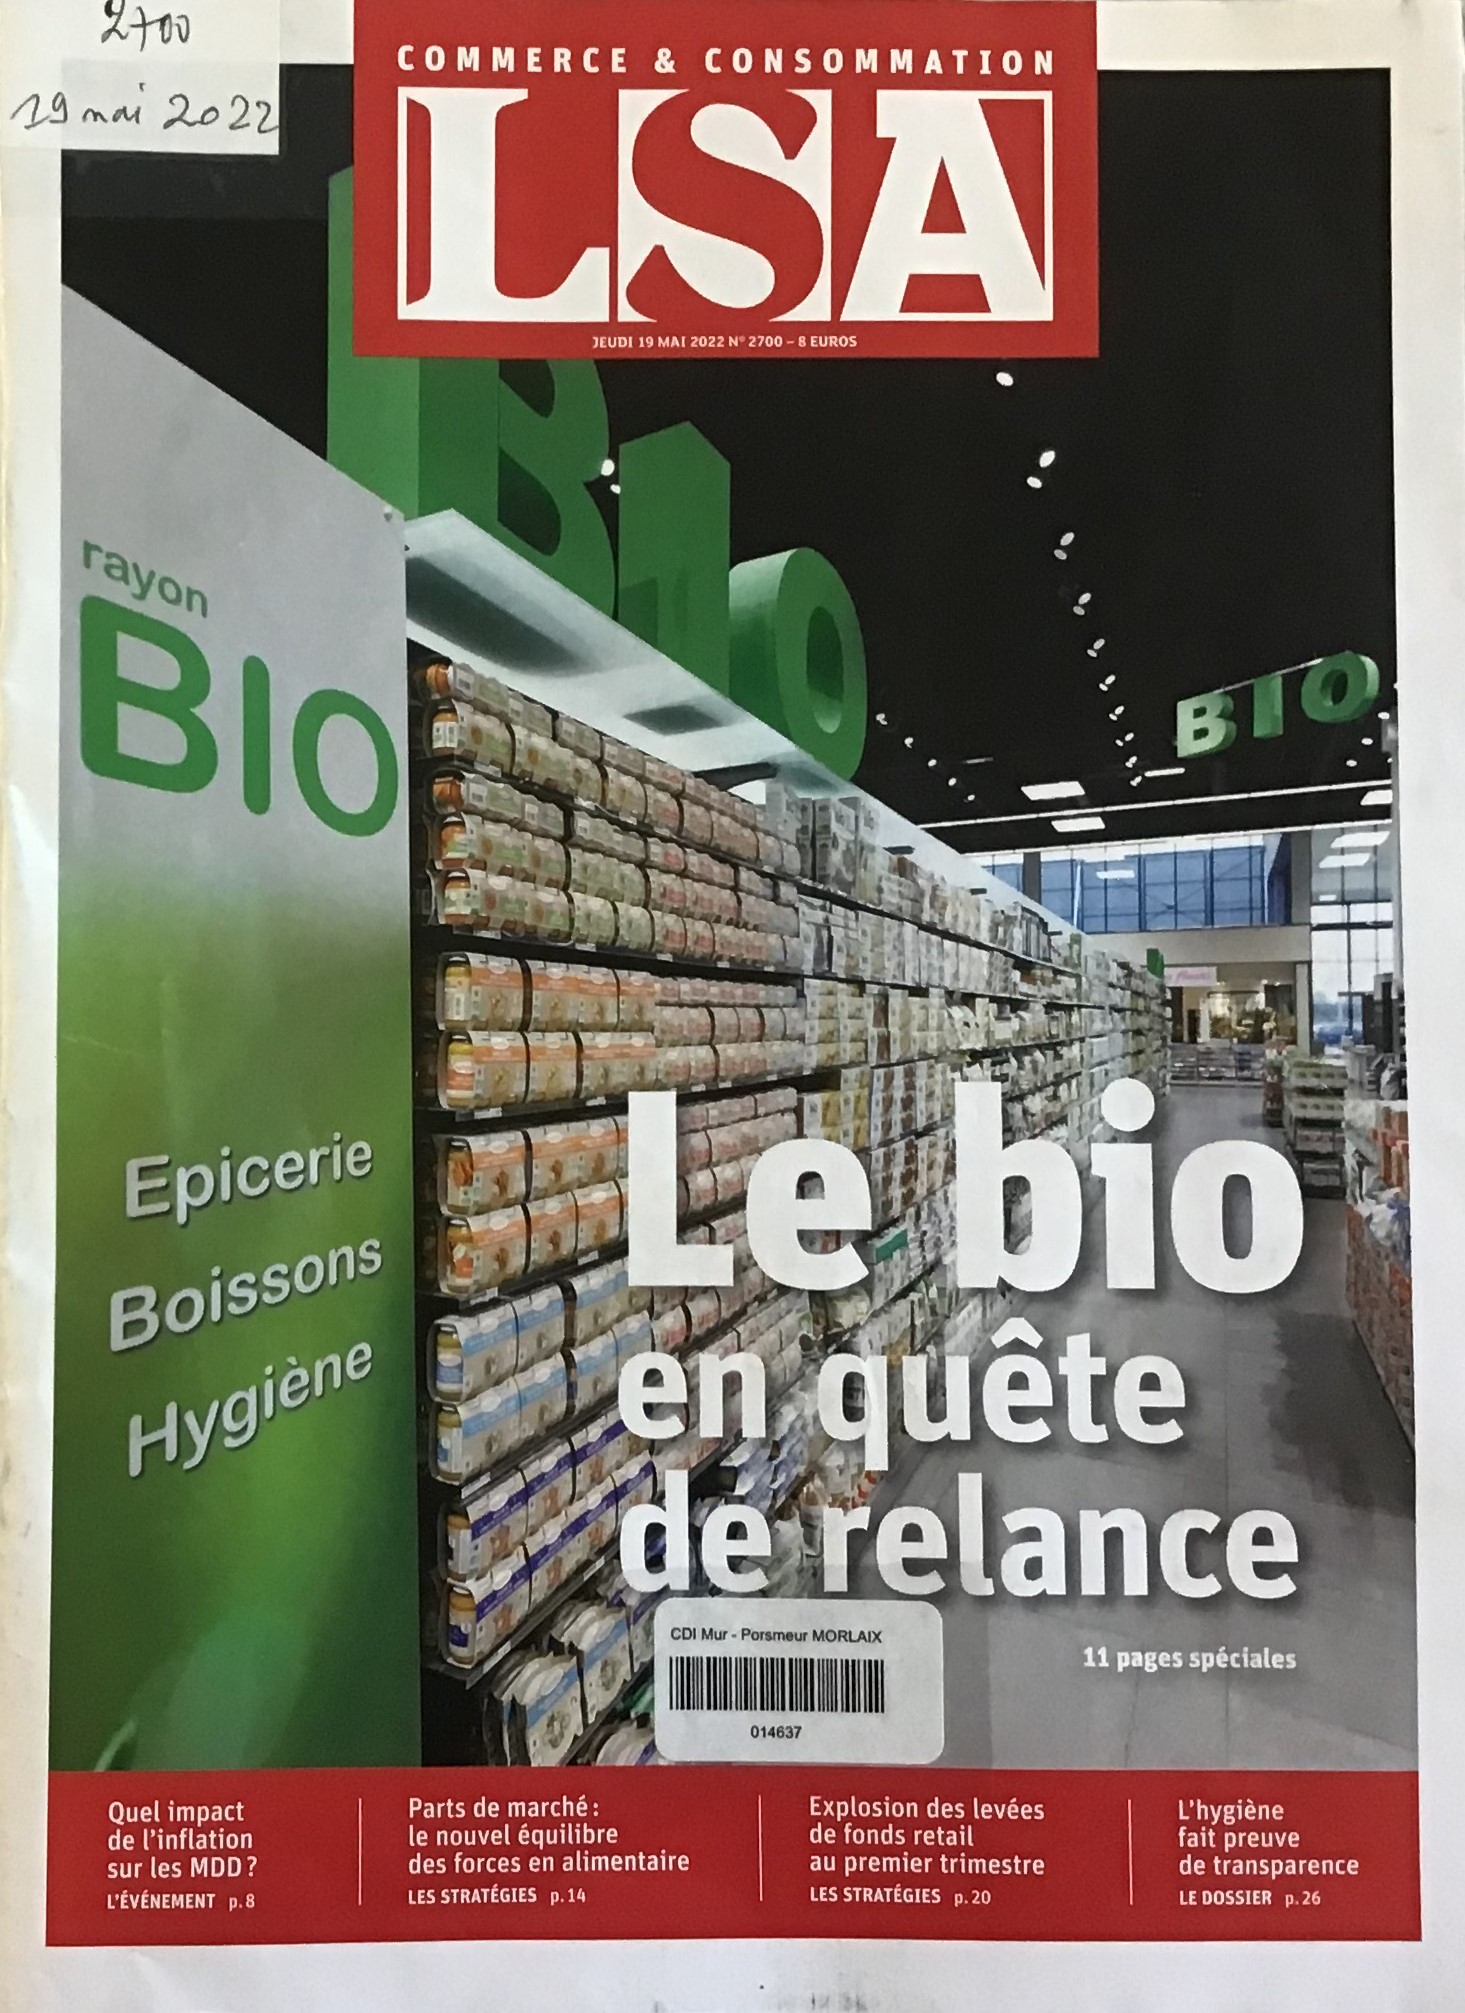 2700
19 mai 2022
COMMERCE & CONSOMMATION
LSA
JEUDI 19 MAI 2022 N° 2700 – 8 EUROS
BIO
BIO
rayon
BIO
Epicerie
Boissons
Hygiène
Le bio
en quête
de relance
11 pages spéciales
CDI Mur - Porsmeur MORLAIX
014637
Quel impact
de l'inflation
sur les MDD ?
L'ÉVÉNEMENT p. 8
Parts de marché :
le nouvel équilibre
des forces en alimentaire
LES STRATÉGIES p. 14
Explosion des levées
de fonds retail
au premier trimestre
LES STRATÉGIES p. 20
L'hygiène
fait preuve
de transparence
LE DOSSIER p. 26